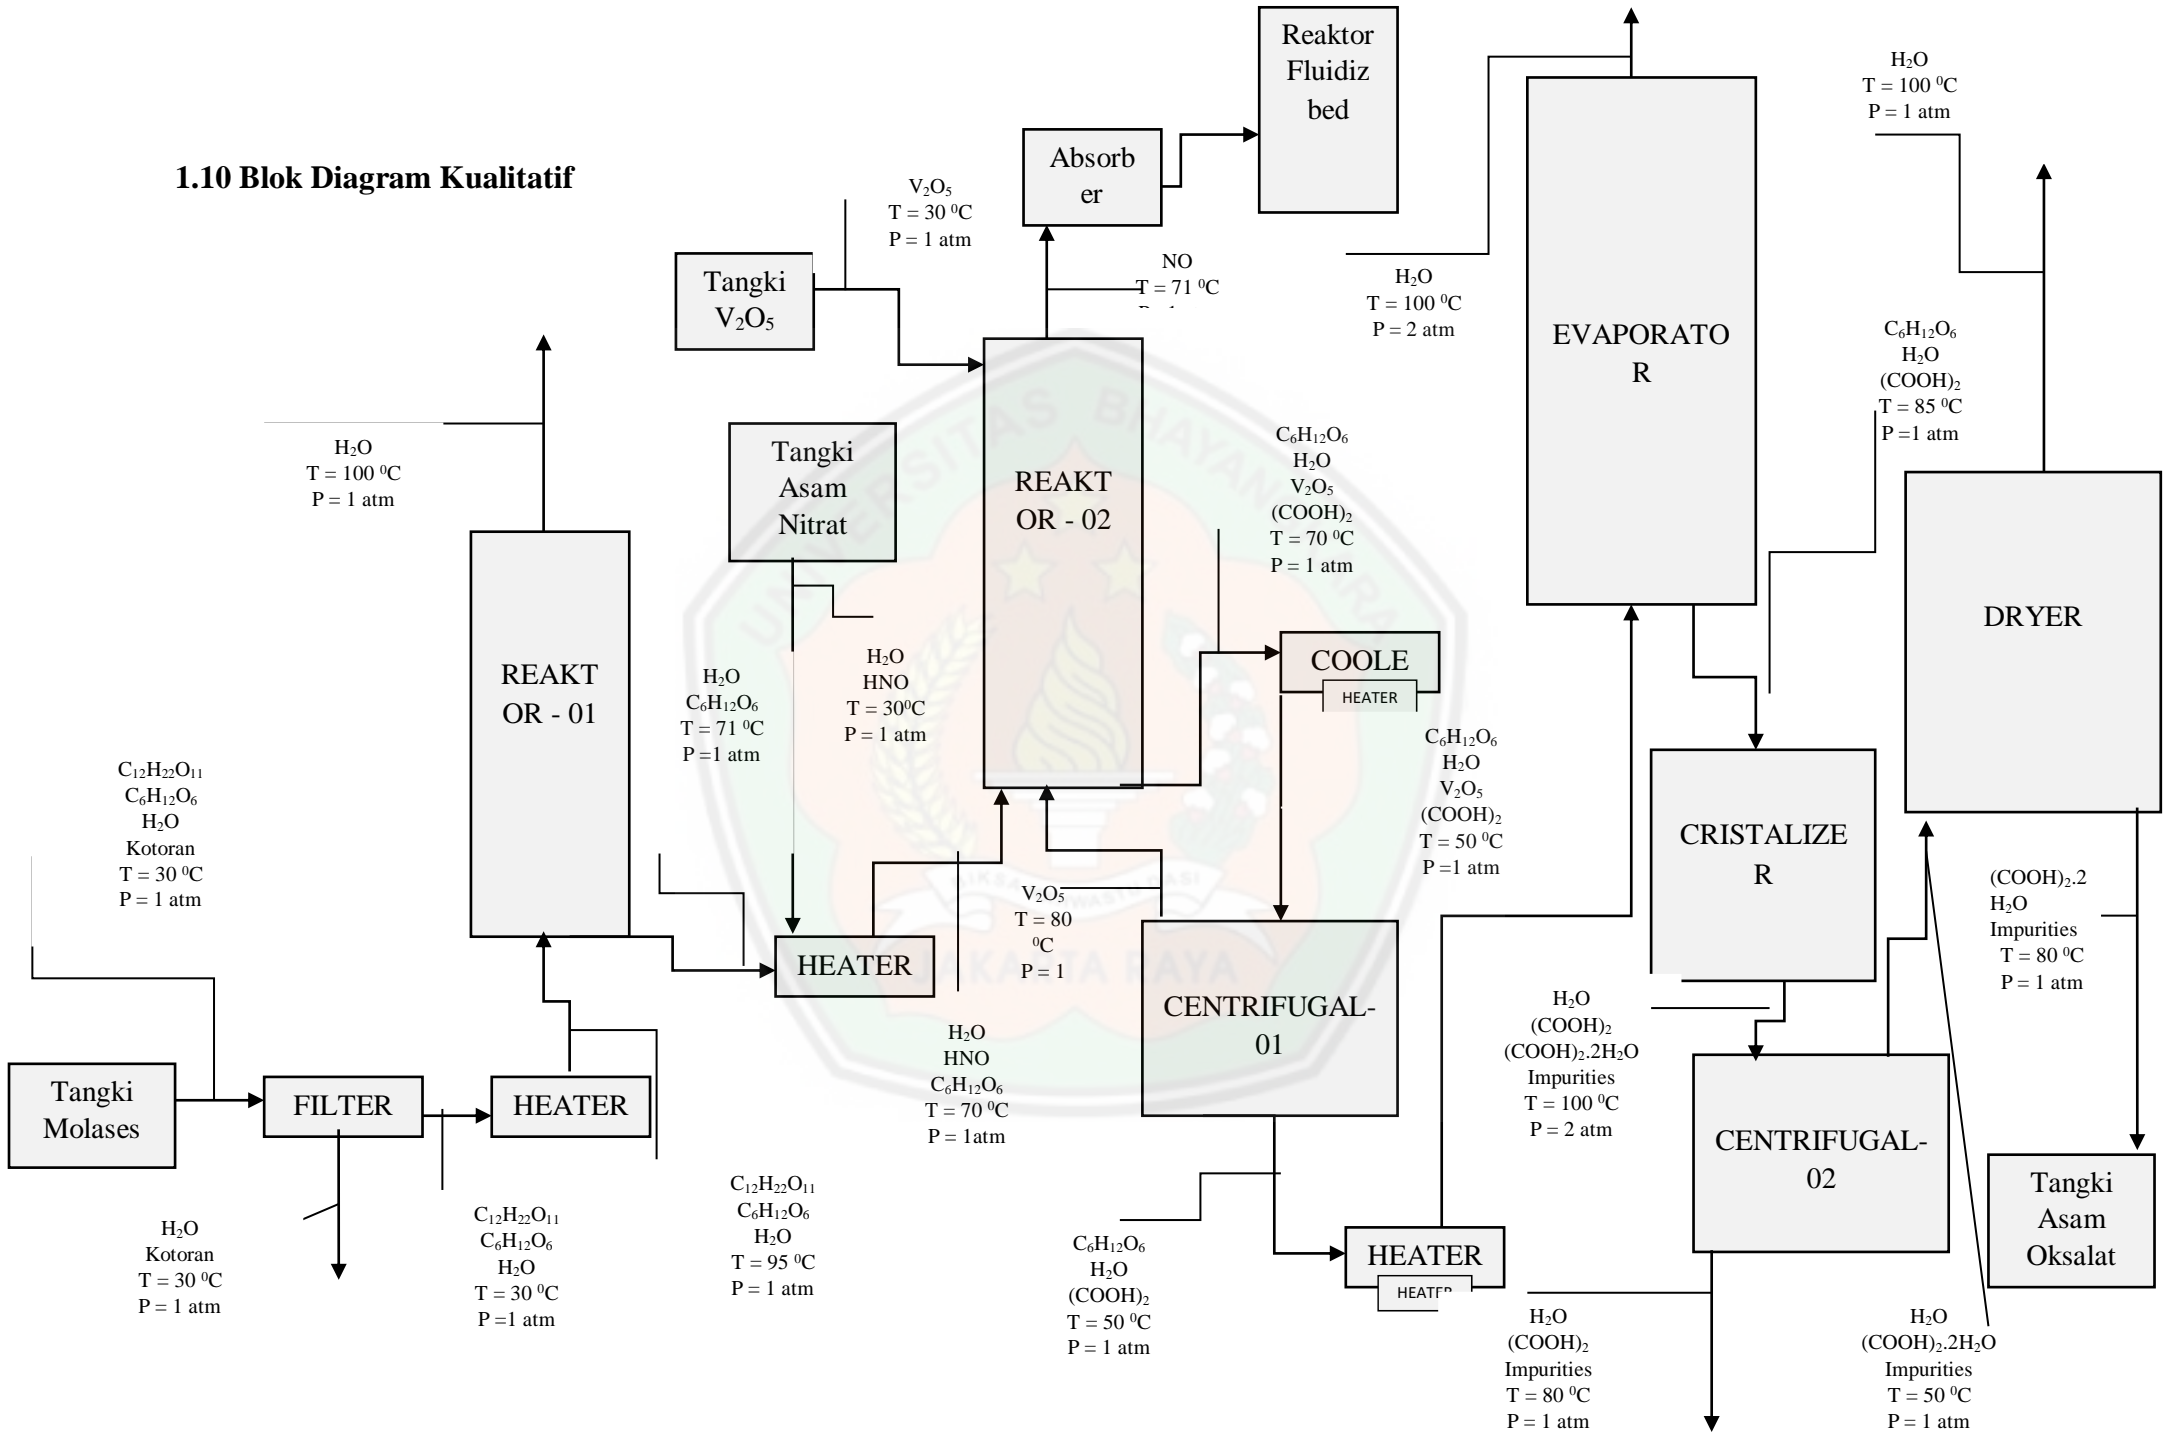 1.10 Blok Diagram Kualitatif
Reaktor
Fluidiz
bed
Absorb
er
V₂O₅
T = 30 ⁰C
P = 1 atm
Tangki
V₂O₅
NO
T = 71 ⁰C
H₂O
T = 100 ⁰C
P = 2 atm
EVAPORATO
R
H₂O
T = 100 ⁰C
P = 1 atm
C₆H₁₂O₆
H₂O
(COOH)₂
T = 85 ⁰C
P =1 atm
DRYER
H₂O
T = 100 ⁰C
P = 1 atm
REAKT
OR - 01
Tangki
Asam
Nitrat
H₂O
C₆H₁₂O₆
T = 71 ⁰C
P =1 atm
H₂O
HNO
T = 30⁰C
P = 1 atm
REAKT
OR - 02
C₆H₁₂O₆
H₂O
V₂O₅
(COOH)₂
T = 70 ⁰C
P = 1 atm
COOLE
HEATER
C₆H₁₂O₆
H₂O
V₂O₅
(COOH)₂
T = 50 ⁰C
P =1 atm
CRISTALIZE
R
C₁₂H₂₂O₁₁
C₆H₁₂O₆
H₂O
Kotoran
T = 30 ⁰C
P = 1 atm
Tangki
Molases
FILTER
HEATER
H₂O
Kotoran
T = 30 ⁰C
P = 1 atm
C₁₂H₂₂O₁₁
C₆H₁₂O₆
H₂O
T = 30 ⁰C
P =1 atm
C₁₂H₂₂O₁₁
C₆H₁₂O₆
H₂O
T = 95 ⁰C
P = 1 atm
HEATER
H₂O
HNO
C₆H₁₂O₆
T = 70 ⁰C
P = 1atm
V₂O₅
T = 80
⁰C
P = 1
CENTRIFUGAL-
01
C₆H₁₂O₆
H₂O
(COOH)₂
T = 50 ⁰C
P = 1 atm
HEATER
HEATER
H₂O
(COOH)₂
(COOH)₂.2H₂O
Impurities
T = 100 ⁰C
P = 2 atm
CENTRIFUGAL-
02
H₂O
(COOH)₂
Impurities
T = 80 ⁰C
P = 1 atm
H₂O
(COOH)₂.2H₂O
Impurities
T = 50 ⁰C
P = 1 atm
(COOH)₂.2
H₂O
Impurities
T = 80 ⁰C
P = 1 atm
Tangki
Asam
Oksalat
UNIVERSITAS BHAYANGKARA
JAKARTA RAYA